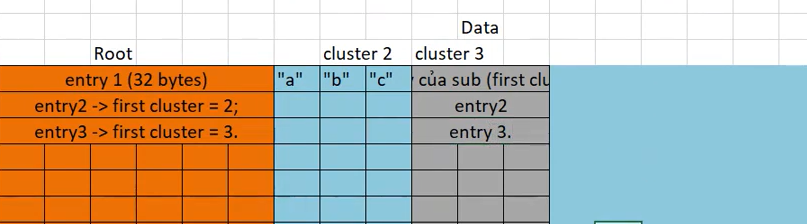 Data
Root cluster 2 cluster 3
entry 1 (32 bytes) "a" "b" "c" của sub (first clu
entry2 -> first cluster = 2; entry2
entry3 -> first cluster = 3. entry 3.